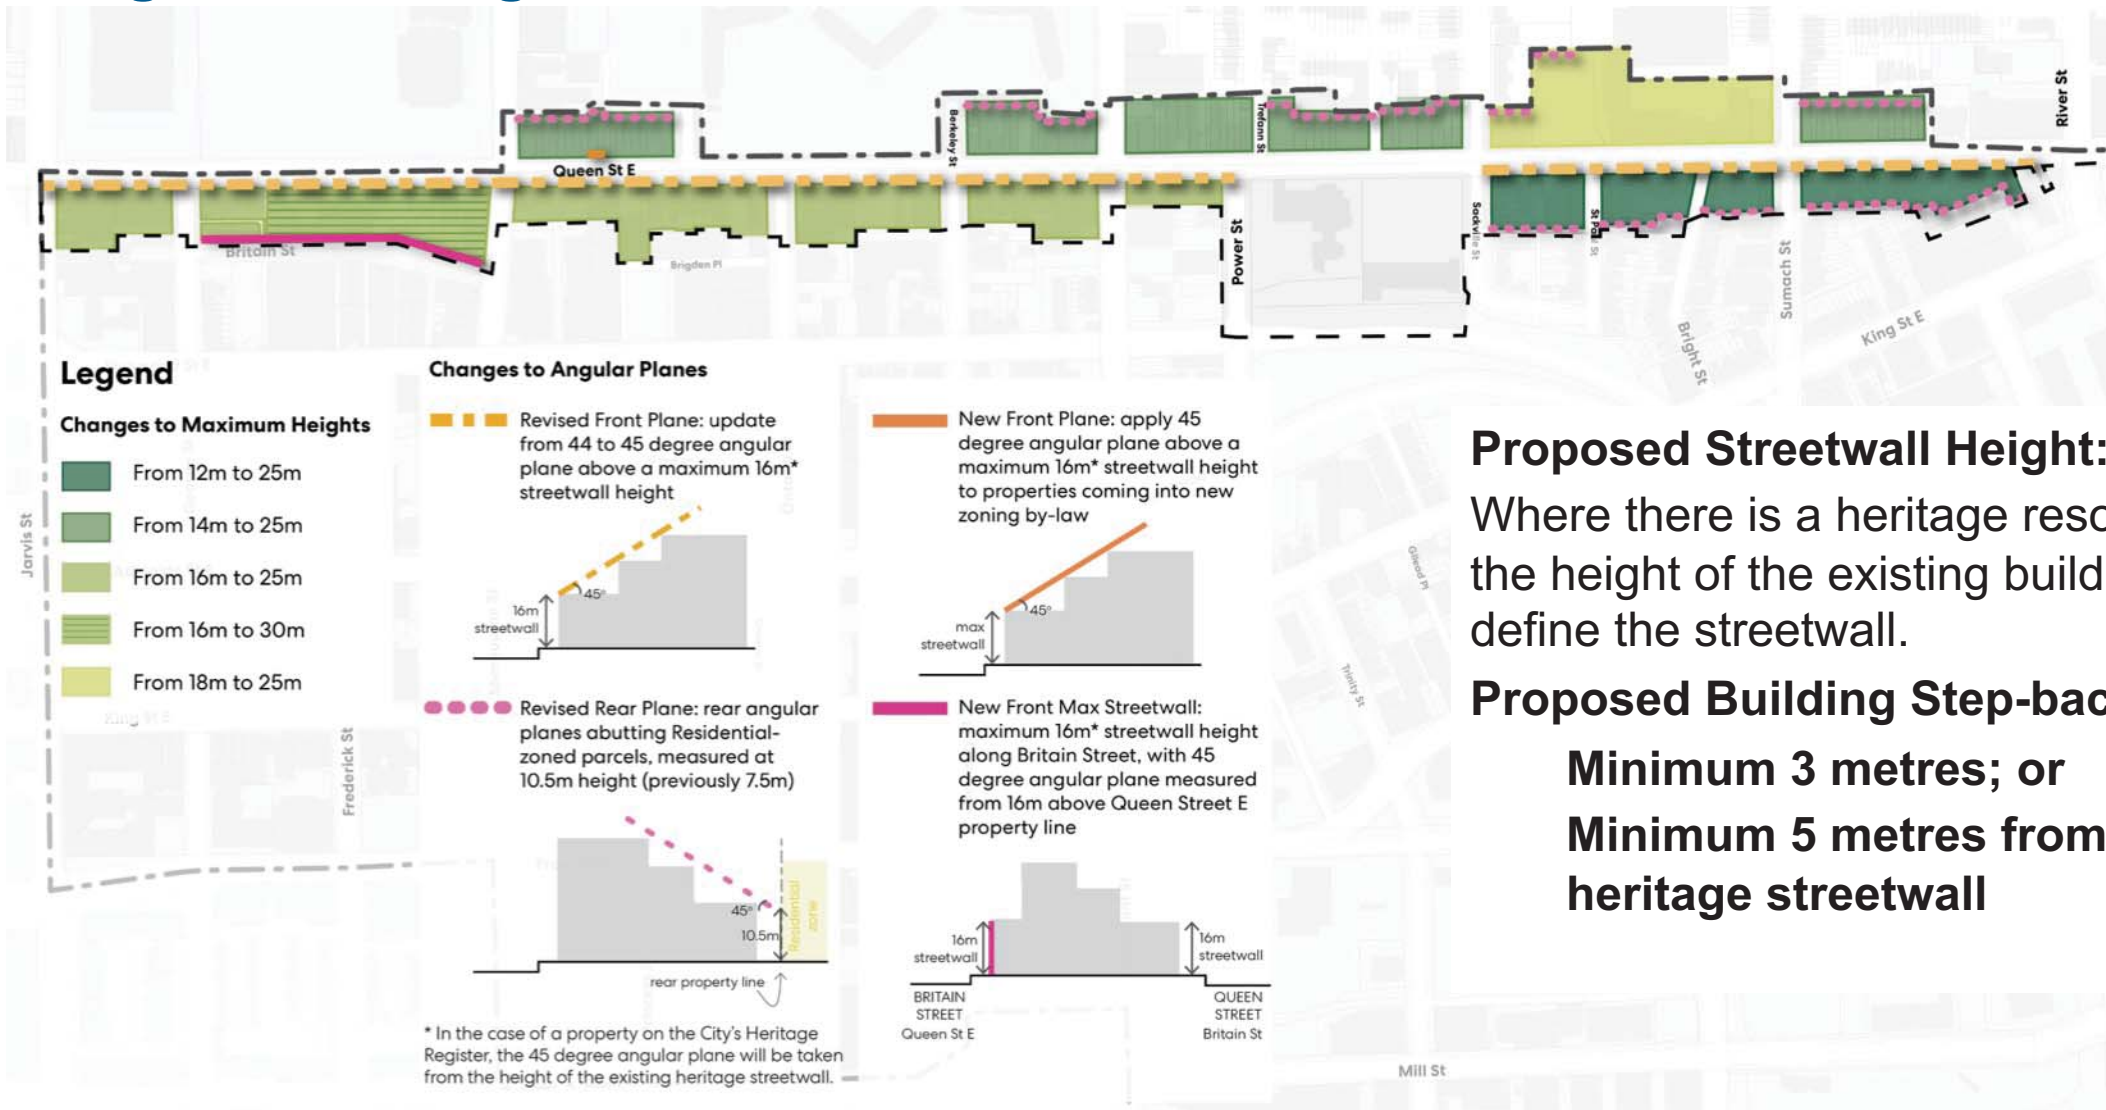 Berkeley St
Trefann St
River St
Queen St E
Britain St
Brigden Pl
Power St
Sackville St
St Paul St
Sumach St
Bright St
King St E
Jarvis St
Legend
Changes to Maximum Heights
From 12m to 25m
From 14m to 25m
From 16m to 25m
From 16m to 30m
From 18m to 25m
King St E
Frederick St
Changes to Angular Planes
Revised Front Plane: update
from 44 to 45 degree angular
plane above a maximum 16m*
streetwall height
45°
16m
streetwall
New Front Plane: apply 45
degree angular plane above a
maximum 16m* streetwall height
to properties coming into new
zoning by-law
45°
max
streetwall
Revised Rear Plane: rear angular
planes abutting Residential-
zoned parcels, measured at
10.5m height (previously 7.5m)
45°
10.5m
Residential
zone
rear property line
New Front Max Streetwall:
maximum 16m* streetwall height
along Britain Street, with 45
degree angular plane measured
from 16m above Queen Street E
property line
16m
streetwall
16m
streetwall
BRITAIN
STREET
Queen St E
QUEEN
STREET
Britain St
* In the case of a property on the City's Heritage
Register, the 45 degree angular plane will be taken
from the height of the existing heritage streetwall.
Gilead Pl
Trinity St
Mill St
Proposed Streetwall Height:
Where there is a heritage reso
the height of the existing build
define the streetwall.
Proposed Building Step-bac
Minimum 3 metres; or
Minimum 5 metres from
heritage streetwall